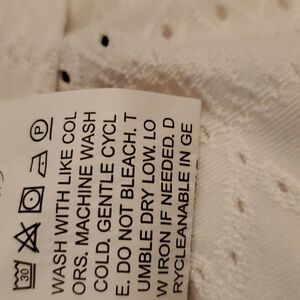 30
P
WASH WITH LIKE COL
ORS. MACHINE WASH
COLD. GENTLE CYCL
E. DO NOT BLEACH. T
UMBLE DRY LOW. LO
W IRON IF NEEDED. D
RYCLEANABLE IN GE